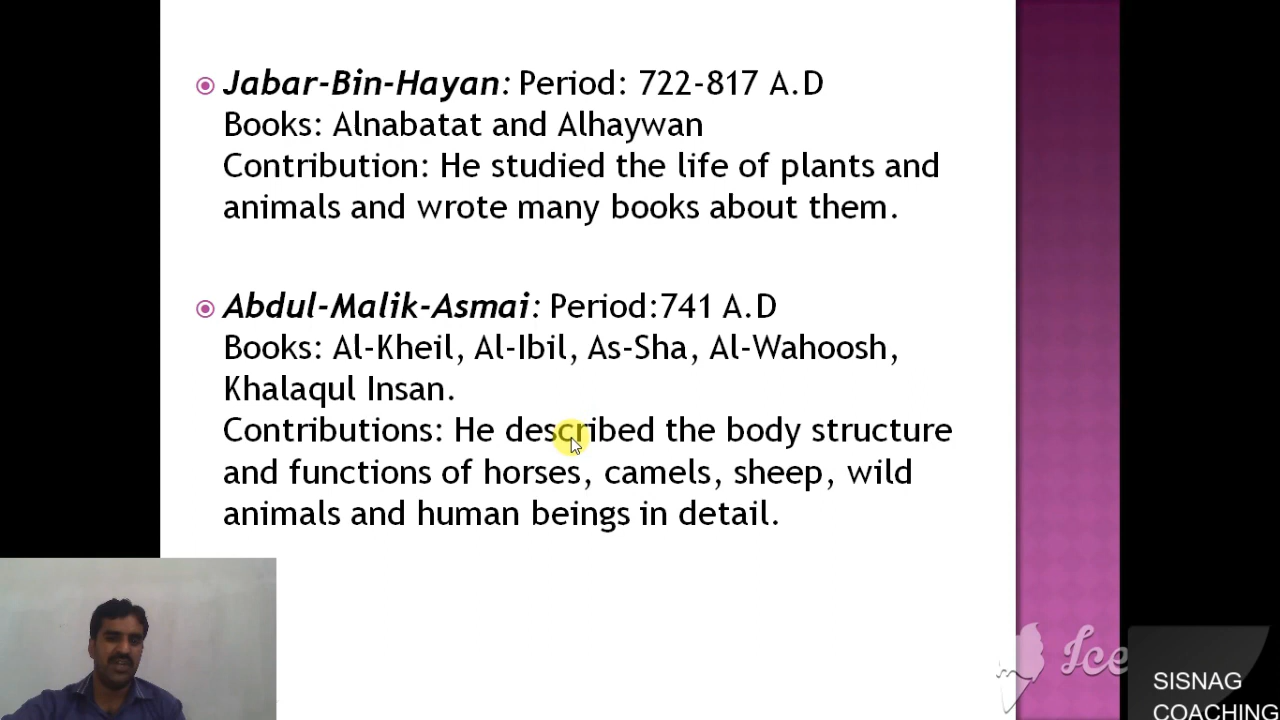 Jabar-Bin-Hayan: Period: 722-817 A.D
Books: Alnabatat and Alhaywan
Contribution: He studied the life of plants and
animals and wrote many books about them.
Abdul-Malik-Asmai: Period:741 A.D
Books: Al-Kheil, Al-Ibil, As-Sha, Al-Wahoosh,
Khalaqul Insan.
Contributions: He described the body structure
and functions of horses, camels, sheep, wild
animals and human beings in detail.
Ice
SISNAG
COACHING